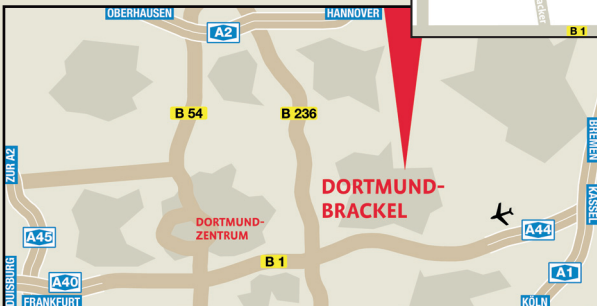 OBERHAUSEN
HANNOVER
A2
B 1
B 54
B 236
ZUR A2
BREMEN
KASSEL
DORTMUND-
BRACKEL
DORTMUND-
ZENTRUM
A45
A44
B 1
A1
DUISBURG
A40
FRANKFURT
KÖLN